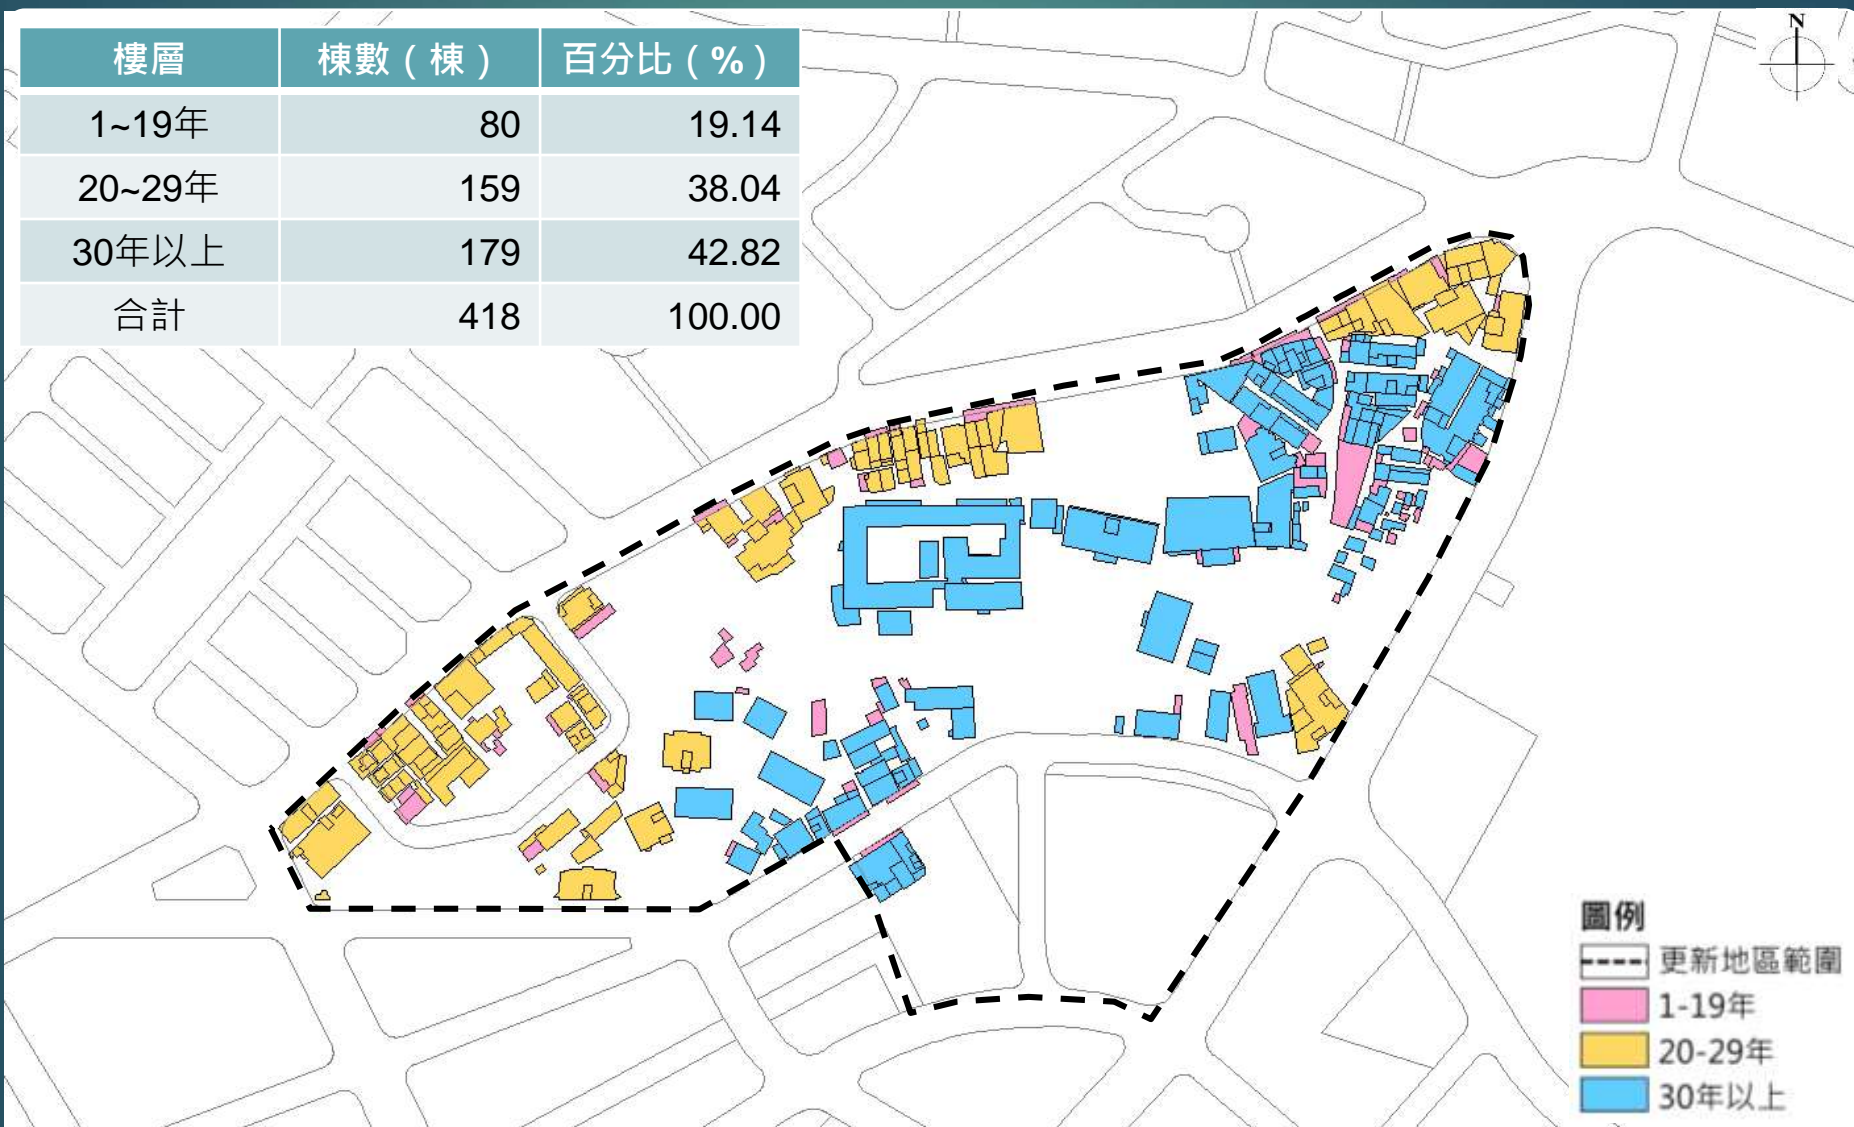 樓層 棟數（棟） 百分比（%）
1~19年 80 19.14
20~29年 159 38.04
30年以上 179 42.82
合計 418 100.00
N
圖例
更新地區範圍
1-19年
20-29年
30年以上